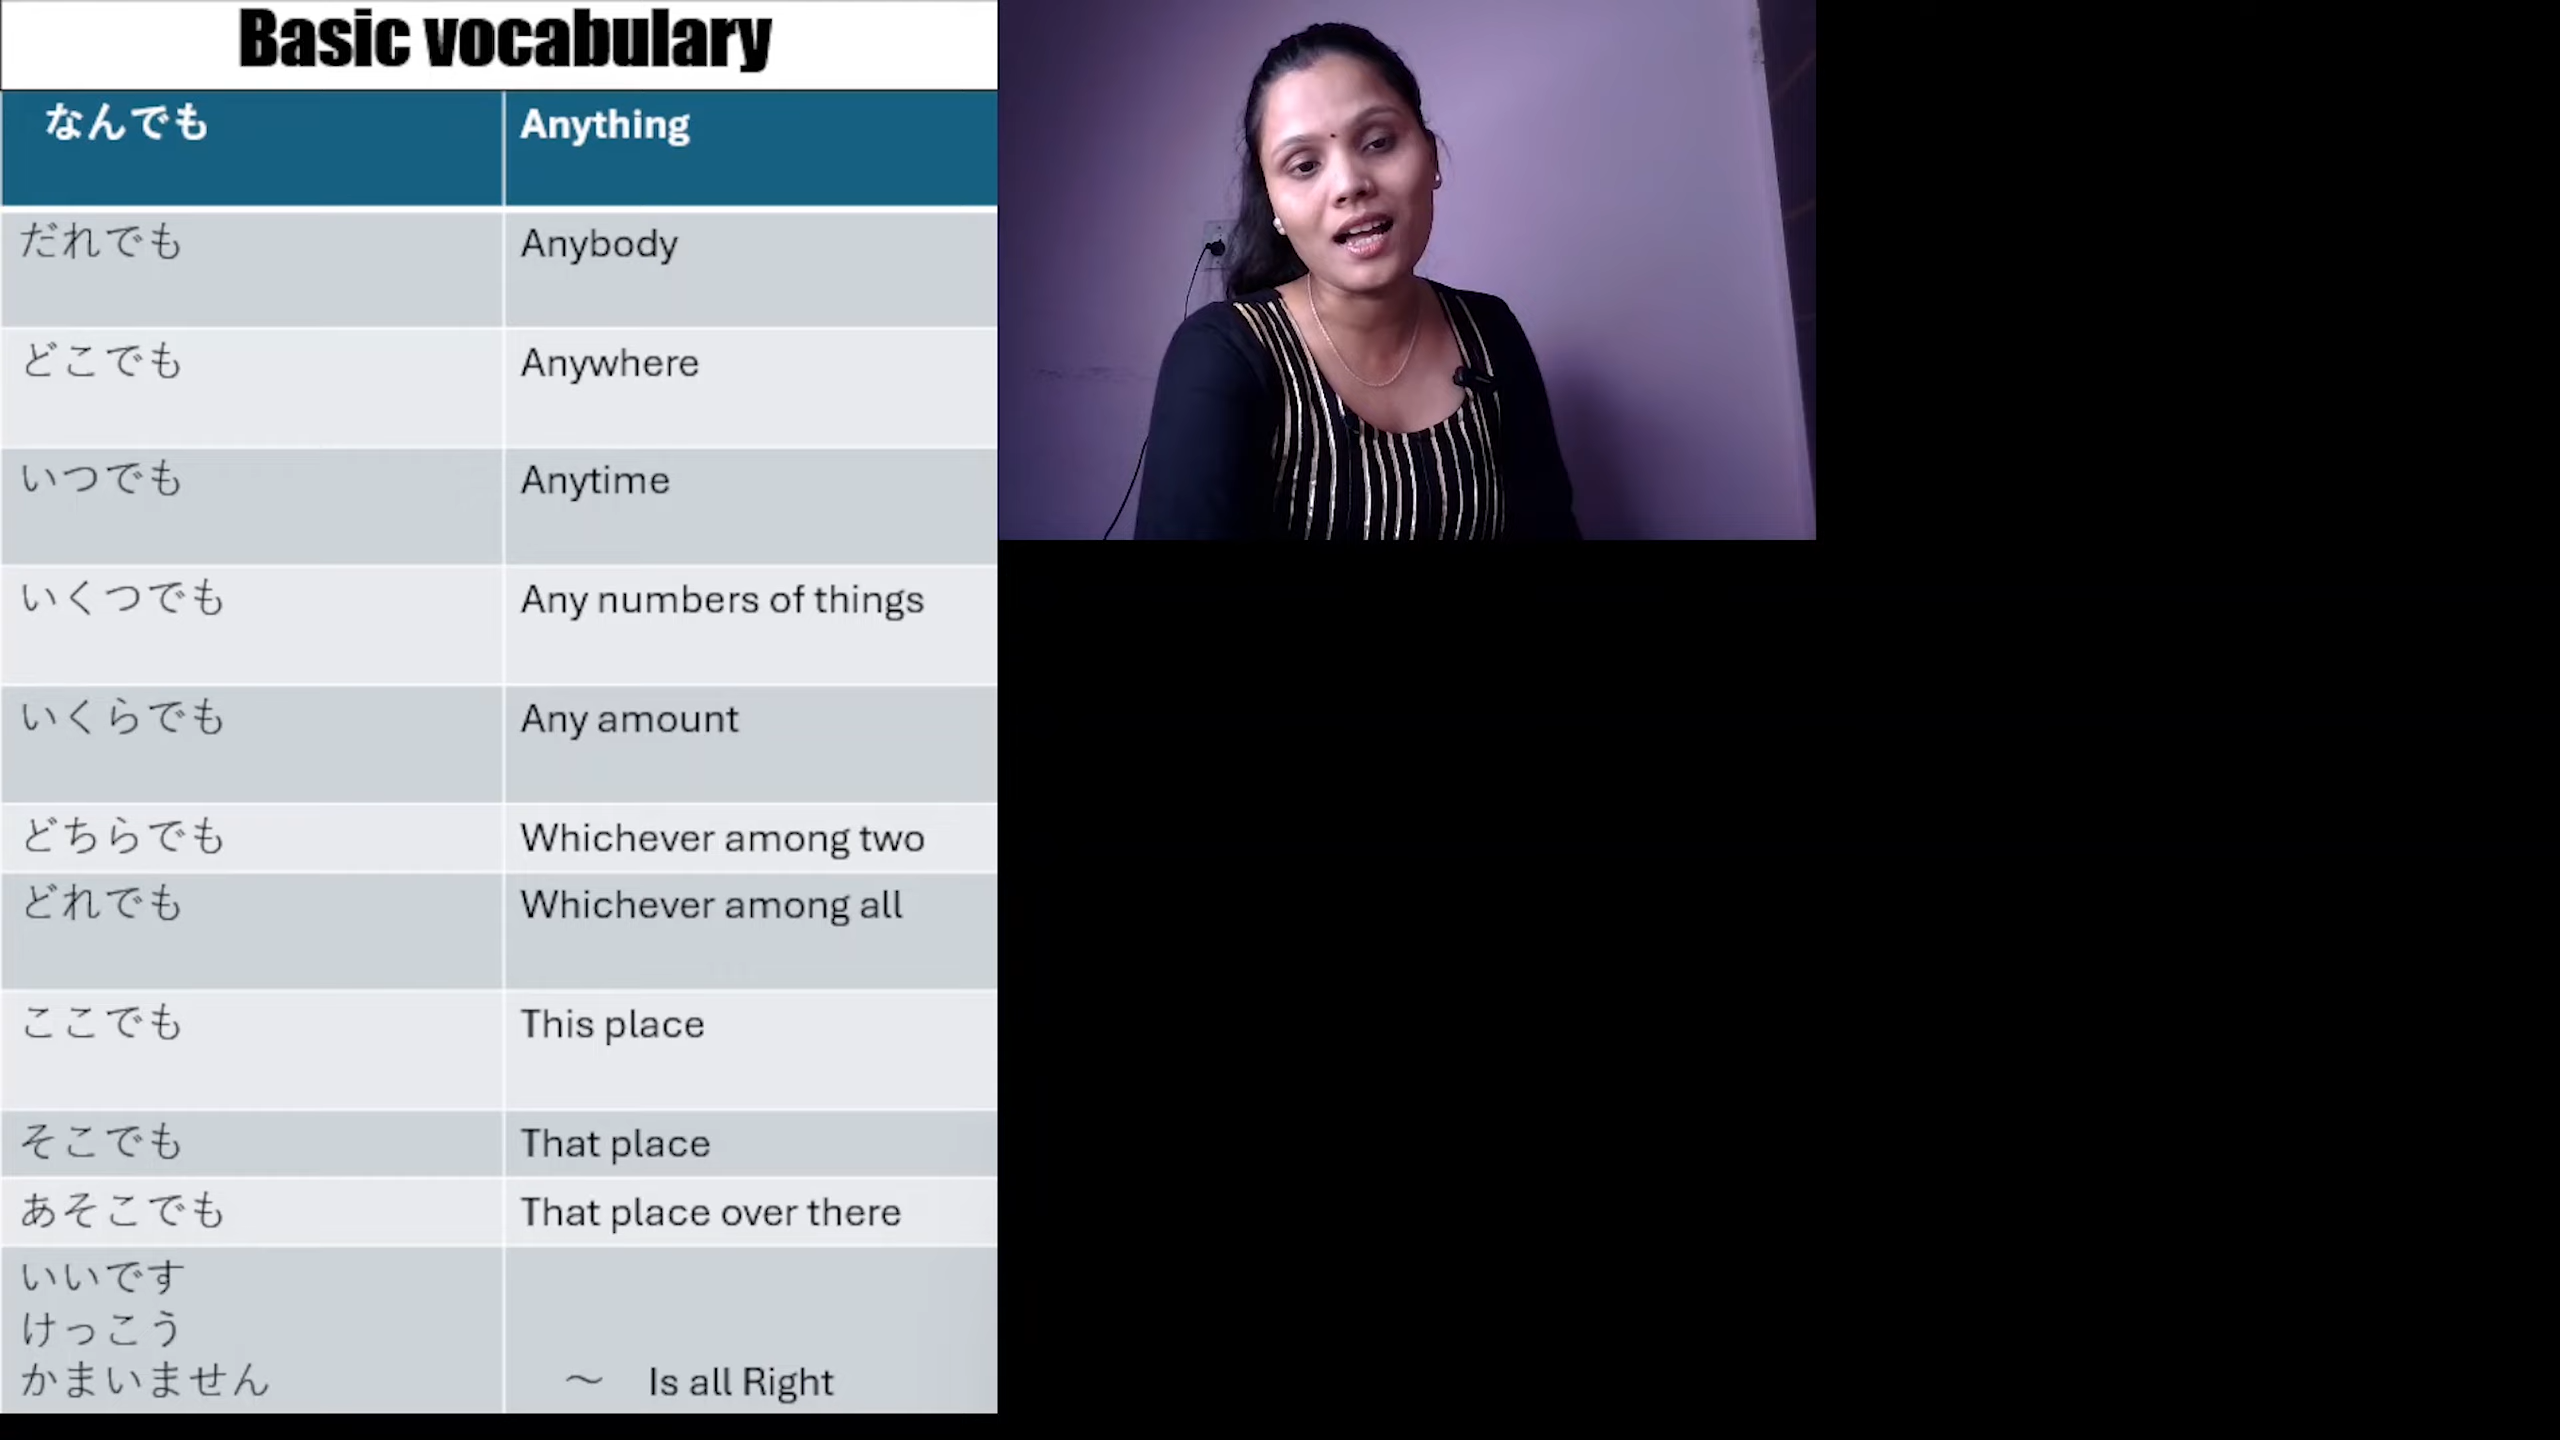 Basic vocabulary
なんでも Anything
だれでも Anybody
どこでも Anywhere
いつでも Anytime
いくつでも Any numbers of things
いくらでも Any amount
どちらでも Whichever among two
どれでも Whichever among all
ここでも This place
そこでも That place
あそこでも That place over there
いいです
けっこう
かまいません ～ Is all Right